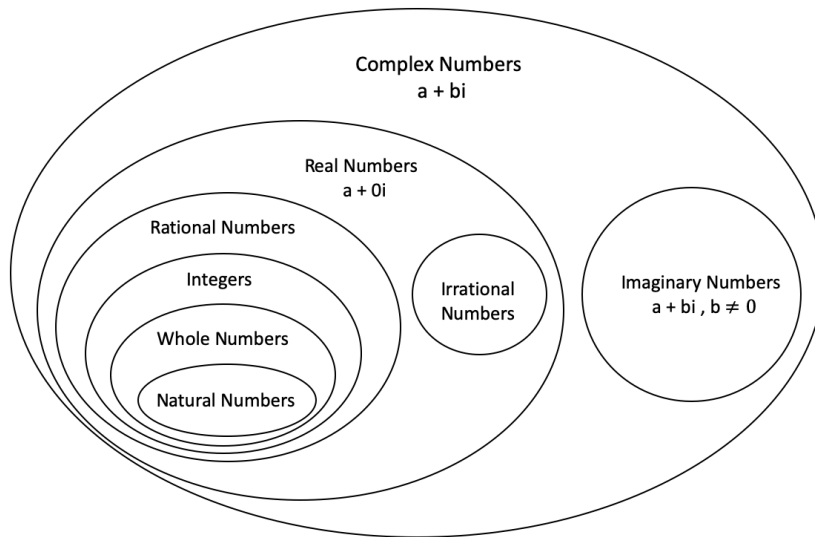 Complex Numbers
a + bi
Real Numbers
a + 0i
Rational Numbers
Integers
Whole Numbers
Natural Numbers
Irrational
Numbers
Imaginary Numbers
a + bi , b ≠ 0